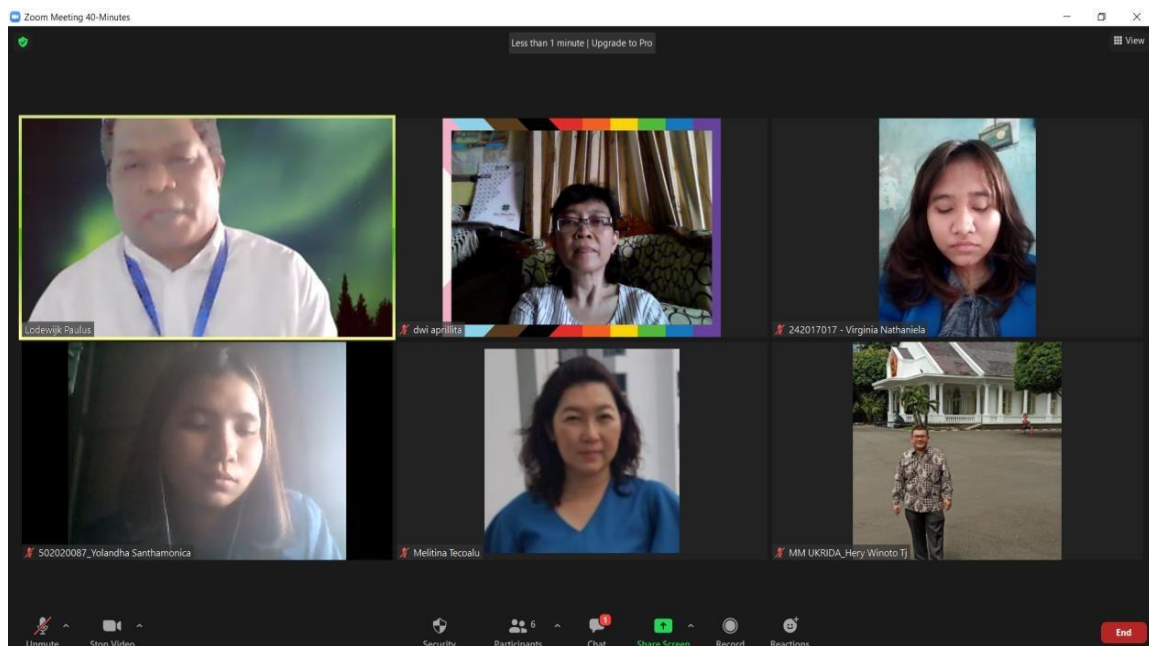 Zoom Meeting 40-Minutes
Less than 1 minute | Upgrade to Pro
View
Lodewijk Paulus
dwi aprillita
242017017 - Virginia Nathaniela
502020087_Yolandha Santhamonica
Melitina Tecoalu
MM UKRIDA_Hery Winoto Tj
Unmute
Stop Video
Security
6
Participants
1
Chat
Share Screen
Record
Reactions
End